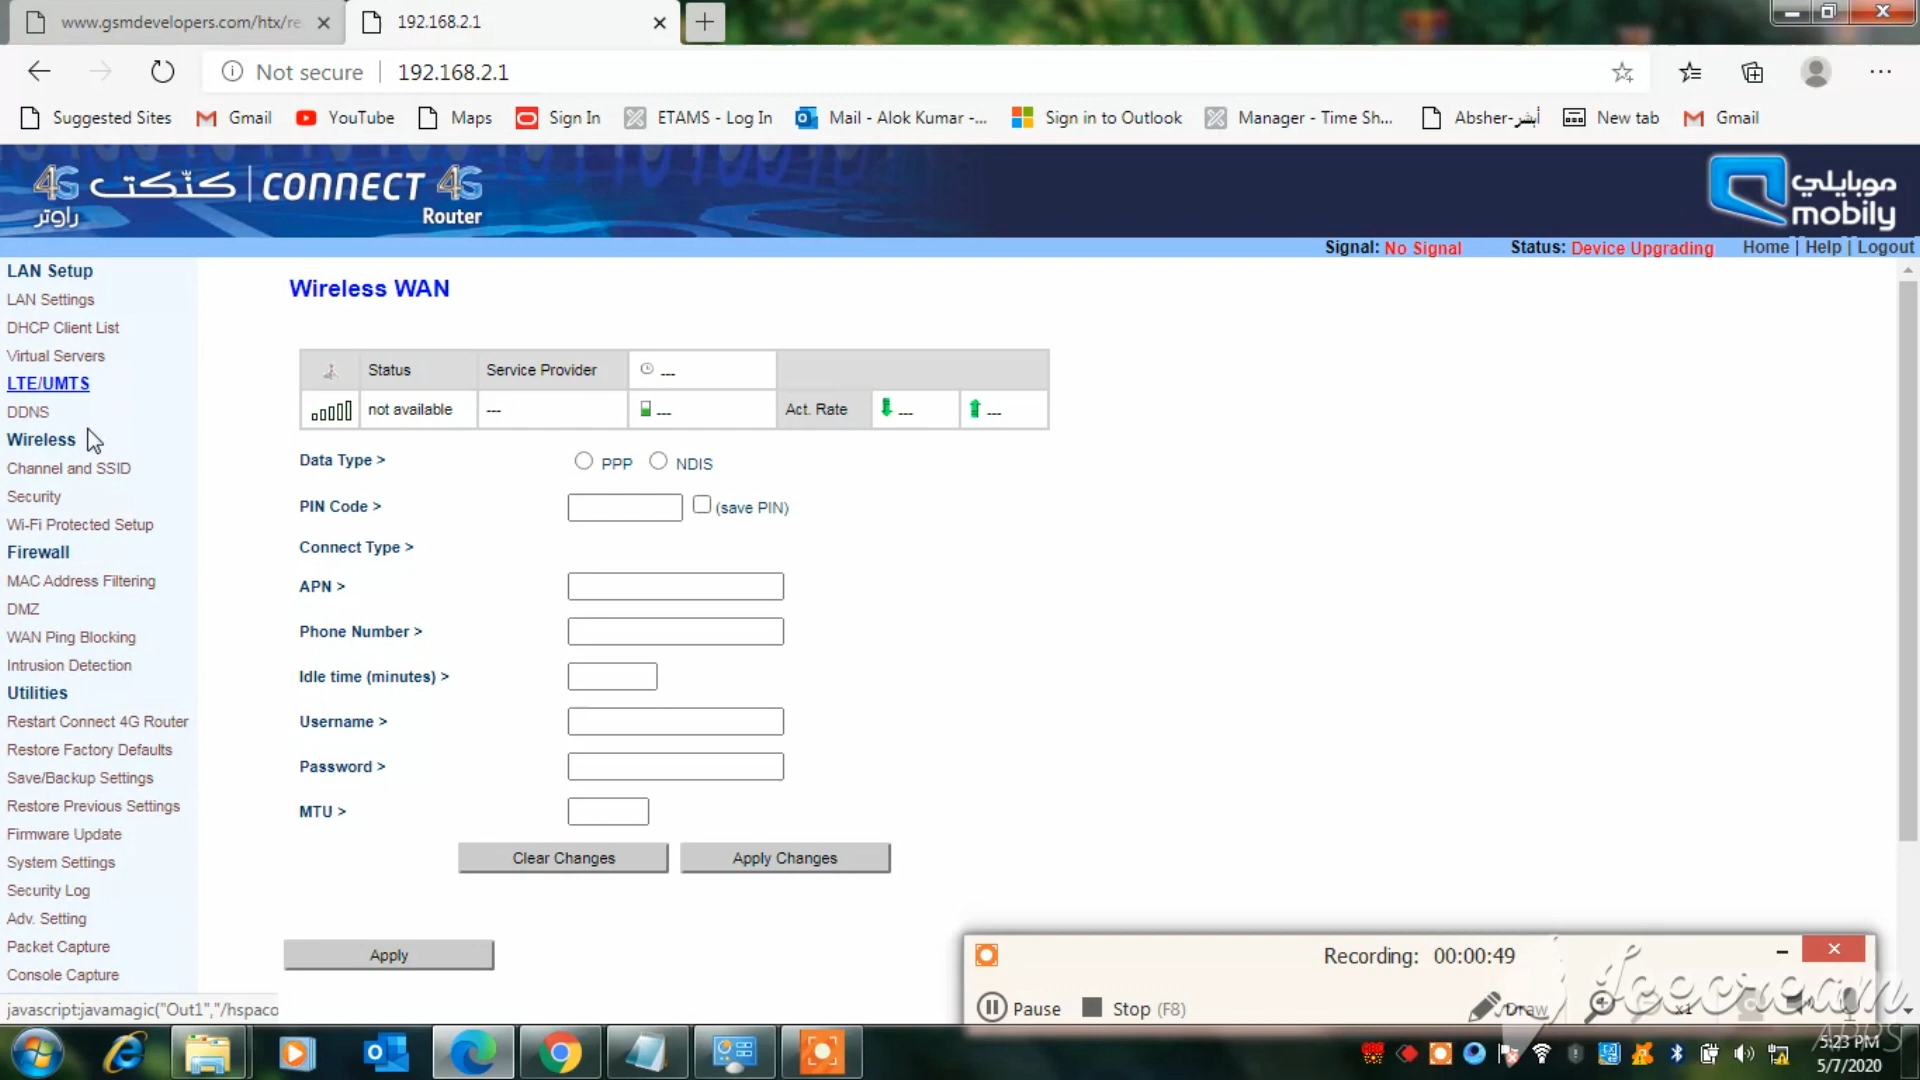 www.gsmdevelopers.com/htx/re
192.168.2.1
Not secure
192.168.2.1
Suggested Sites
Gmail
YouTube
Maps
Sign In
ETAMS - Log In
Mail - Alok Kumar -...
Sign in to Outlook
Manager - Time Sh...
Absher-أبشر
New tab
Gmail
4G كنّكت | CONNECT 4G
راوتر
Router
موبايلي
mobily
Signal: No Signal
Status: Device Upgrading
Home | Help | Logout
LAN Setup
LAN Settings
DHCP Client List
Virtual Servers
LTE/UMTS
DDNS
Wireless
Channel and SSID
Security
Wi-Fi Protected Setup
Firewall
MAC Address Filtering
DMZ
WAN Ping Blocking
Intrusion Detection
Utilities
Restart Connect 4G Router
Restore Factory Defaults
Save/Backup Settings
Restore Previous Settings
Firmware Update
System Settings
Security Log
Adv. Setting
Packet Capture
Console Capture
javascript:javamagic("Out1","/hspaco
Wireless WAN
Status
Service Provider
---
not available
---
---
Act. Rate
---
---
Data Type >
PPP
NDIS
PIN Code >
(save PIN)
Connect Type >
APN >
Phone Number >
Idle time (minutes) >
Username >
Password >
MTU >
Clear Changes
Apply Changes
Apply
Recording: 00:00:49
Pause
Stop (F8)
Draw
x1
Icecream
APPS
5:23 PM
5/7/2020